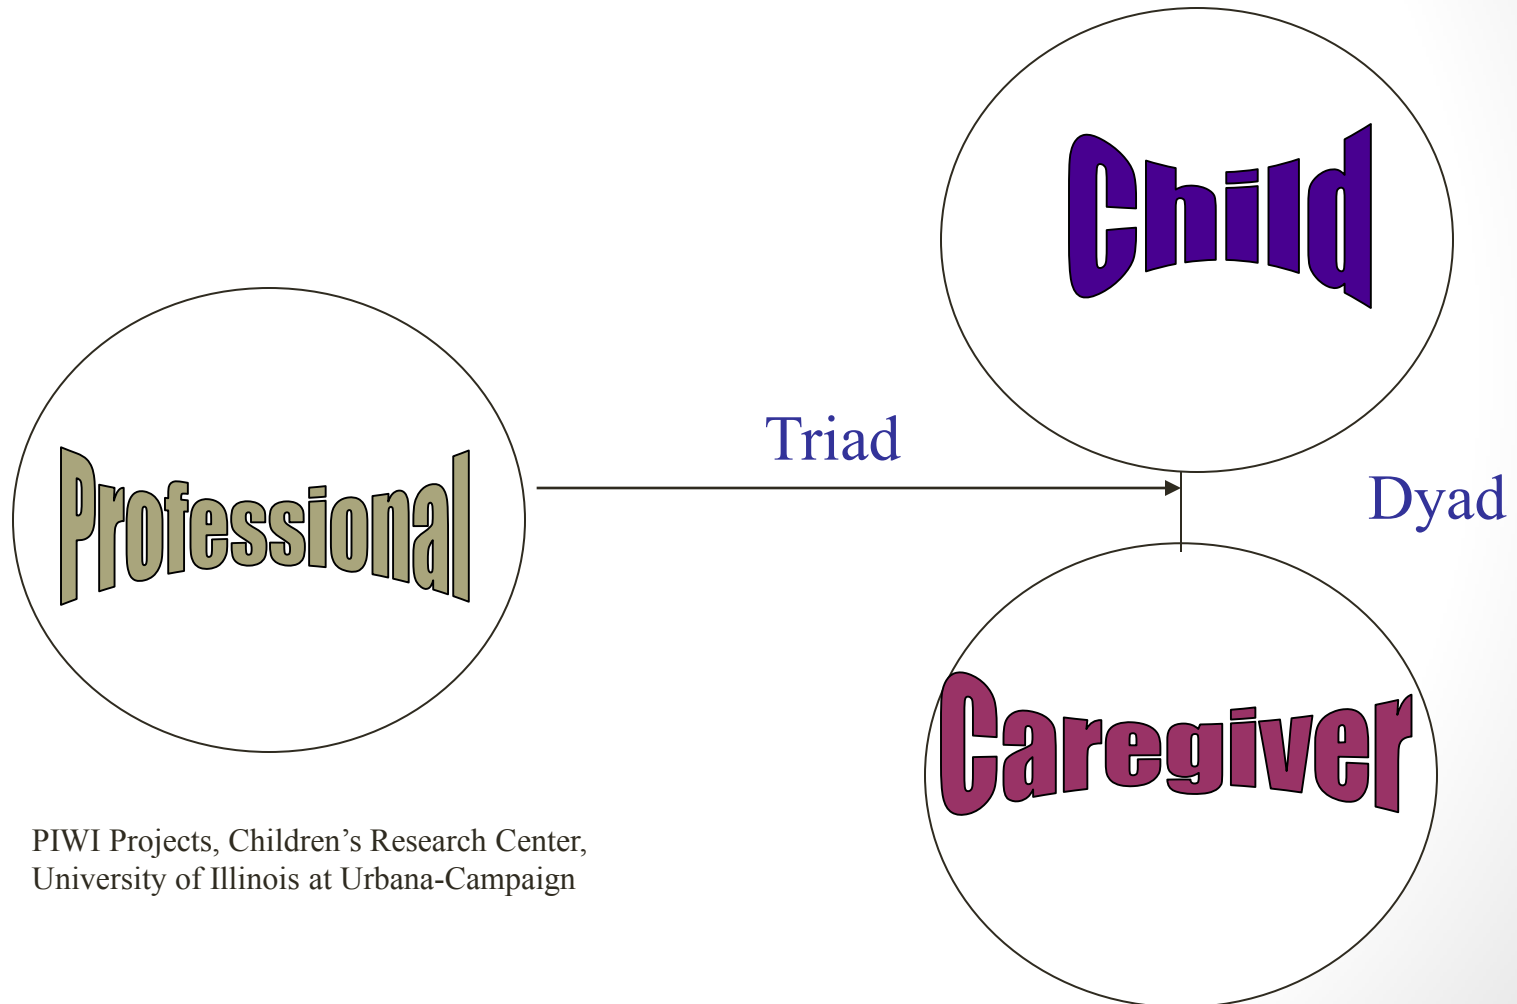 Child
Triad
Professional
Dyad
Caregiver
PIWI Projects, Children’s Research Center,
University of Illinois at Urbana-Campaign